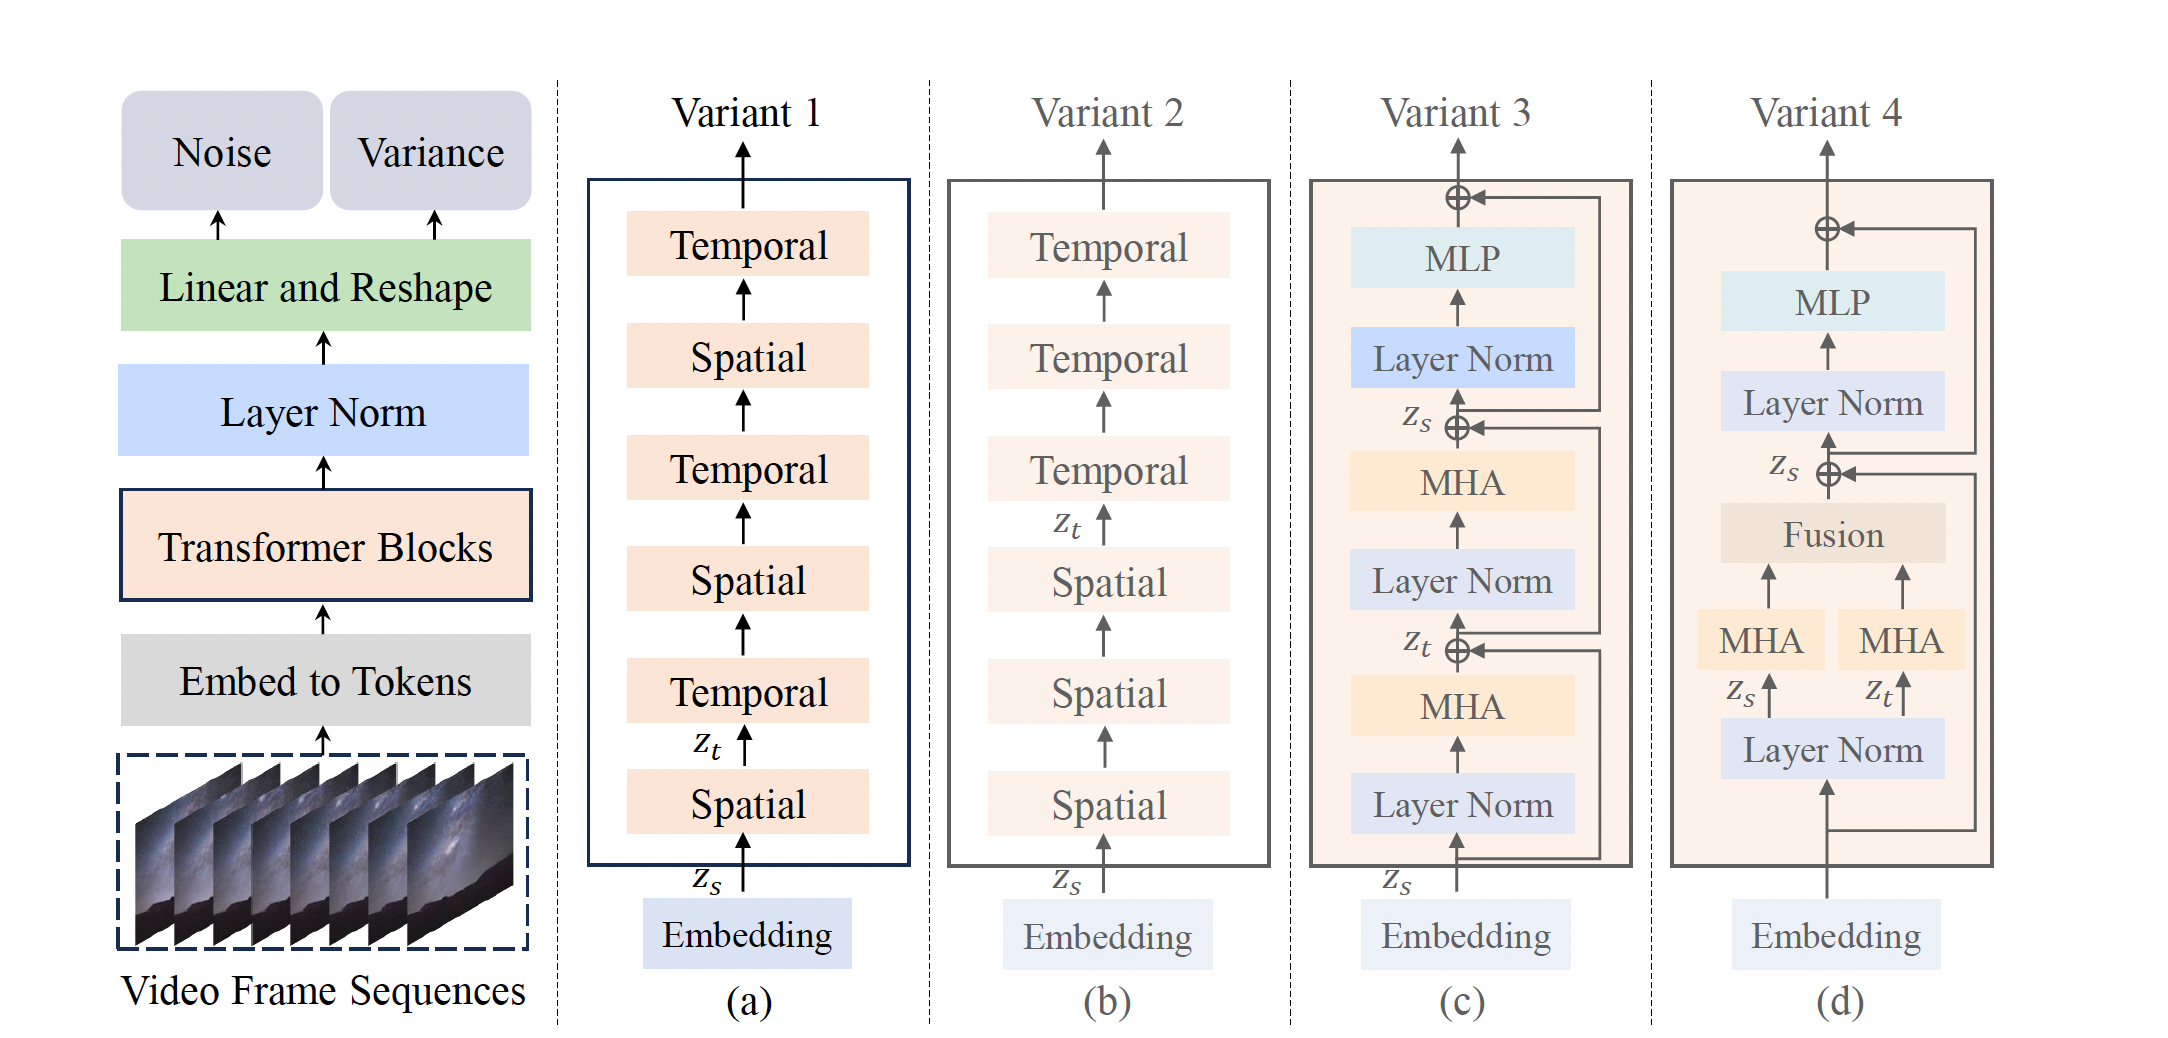 Noise
Variance
Linear and Reshape
Layer Norm
Transformer Blocks
Embed to Tokens
Video Frame Sequences
Variant 1
Temporal
Spatial
Temporal
Spatial
Temporal
z_t
Spatial
z_s
Embedding
(a)
Variant 2
Temporal
Temporal
Temporal
z_t
Spatial
Spatial
Spatial
z_s
Embedding
(b)
Variant 3
MLP
Layer Norm
z_s
MHA
Layer Norm
z_t
MHA
Layer Norm
z_s
Embedding
(c)
Variant 4
MLP
Layer Norm
z_s
Fusion
MHA MHA
z_s z_t
Layer Norm
Embedding
(d)